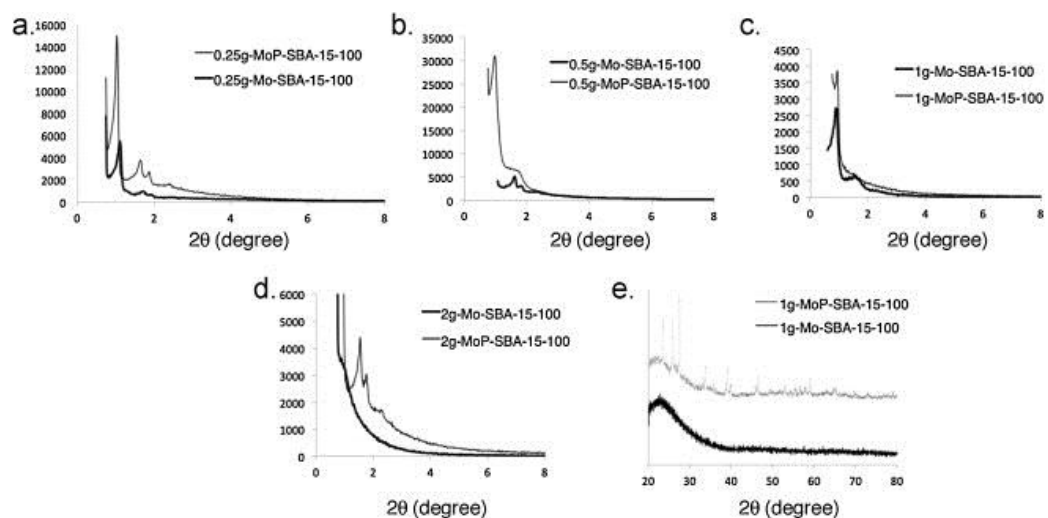 a.
16000
14000
12000
10000
8000
6000
4000
2000
0
0 2 4 6 8
2θ (degree)
0.25g-MoP-SBA-15-100
0.25g-Mo-SBA-15-100
b.
35000
30000
25000
20000
15000
10000
5000
0
0 2 4 6 8
2θ (degree)
0.5g-Mo-SBA-15-100
0.5g-MoP-SBA-15-100
c.
4500
4000
3500
3000
2500
2000
1500
1000
500
0
0 2 4 6 8
2θ (degree)
1g-Mo-SBA-15-100
1g-MoP-SBA-15-100
d.
6000
5000
4000
3000
2000
1000
0
0 2 4 6 8
2θ (degree)
2g-Mo-SBA-15-100
2g-MoP-SBA-15-100
e.
20 30 40 50 60 70 80
2θ (degree)
1g-MoP-SBA-15-100
1g-Mo-SBA-15-100